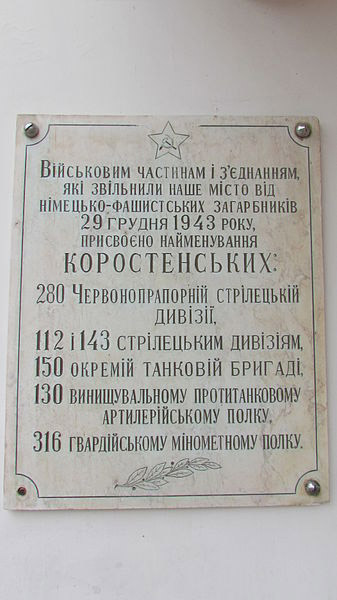 Військовим частинам і з'єднанням,
які звільнили наше місто від
німецько-фашистських загарбників
29 грудня 1943 року,
присвоєно найменування
КОРОСТЕНСЬКИХ:
280 Червонопрапорній стрілецькій
дивізії,
112 і 143 стрілецьким дивізіям,
150 окремій танковій бригаді,
130 винищувальному протитанковому
артилерійському полку,
316 гвардійському мінометному полку.